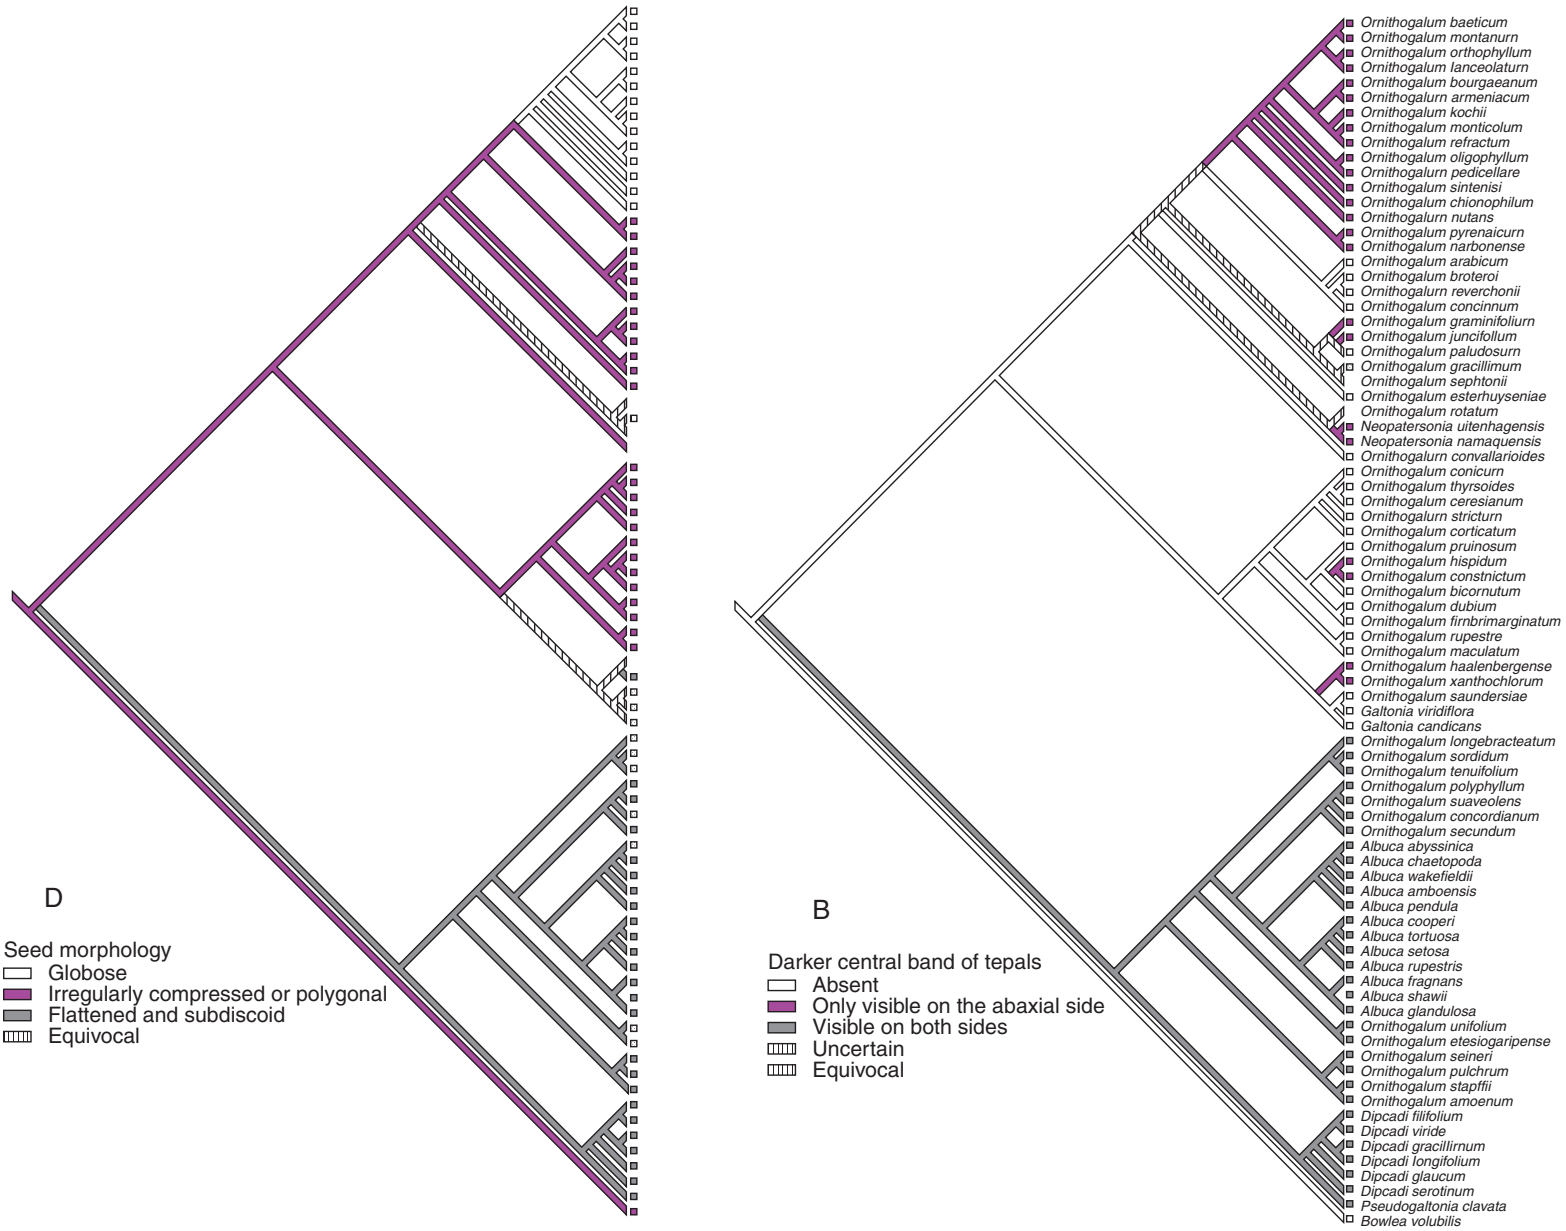 D
Seed morphology
Globose
Irregularly compressed or polygonal
Flattened and subdiscoid
Equivocal
B
Darker central band of tepals
Absent
Only visible on the abaxial side
Visible on both sides
Uncertain
Equivocal
Ornithogalum baeticum
Ornithogalum montanurn
Ornithogalum orthophyllum
Ornithogalum lanceolaturn
Ornithogalum bourgaeanum
Ornithogalurn armeniacum
Ornithogalum kochii
Ornithogalum monticolum
Ornithogalum refractum
Ornithogalum oligophyllum
Ornithogalurn pedicellare
Ornithogalum sintenisi
Ornithogalum chionophilum
Ornithogalurn nutans
Ornithogalum pyrenaicurn
Ornithogalum narbonense
Ornithogalum arabicum
Ornithogalum broteroi
Ornithogalurn reverchonii
Ornithogalum concinnum
Ornithogalum graminifoliurn
Ornithogalum juncifollum
Ornithogalum paludosurn
Ornithogalum gracillimum
Ornithogalum sephtonii
Ornithogalum esterhuyseniae
Ornithogalum rotatum
Neopatersonia uitenhagensis
Neopatersonia namaquensis
Ornithogalurn convallarioides
Ornithogalum conicurn
Ornithogalum thyrsoides
Ornithogalum ceresianum
Ornithogalurn stricturn
Ornithogalum corticatum
Ornithogalum pruinosum
Ornithogalum hispidum
Ornithogalum constnictum
Ornithogalum bicornutum
Ornithogalum dubium
Ornithogalum firnbrimarginatum
Ornithogalum rupestre
Ornithogalum maculatum
Ornithogalum haalenbergense
Ornithogalum xanthochlorum
Ornithogalum saundersiae
Galtonia viridiflora
Galtonia candicans
Ornithogalum longebracteatum
Ornithogalum sordidum
Ornithogalum tenuifolium
Ornithogalum polyphyllum
Ornithogalum suaveolens
Ornithogalum concordianum
Ornithogalum secundum
Albuca abyssinica
Albuca chaetopoda
Albuca wakefieldii
Albuca amboensis
Albuca pendula
Albuca cooperi
Albuca tortuosa
Albuca setosa
Albuca rupestris
Albuca fragnans
Albuca shawii
Albuca glandulosa
Ornithogalum unifolium
Ornithogalum etesiogaripense
Ornithogalum seineri
Ornithogalum pulchrum
Ornithogalum stapffii
Ornithogalum amoenum
Dipcadi filifolium
Dipcadi viride
Dipcadi gracillirnum
Dipcadi longifolium
Dipcadi glaucum
Dipcadi serotinum
Pseudogaltonia clavata
Bowlea volubilis